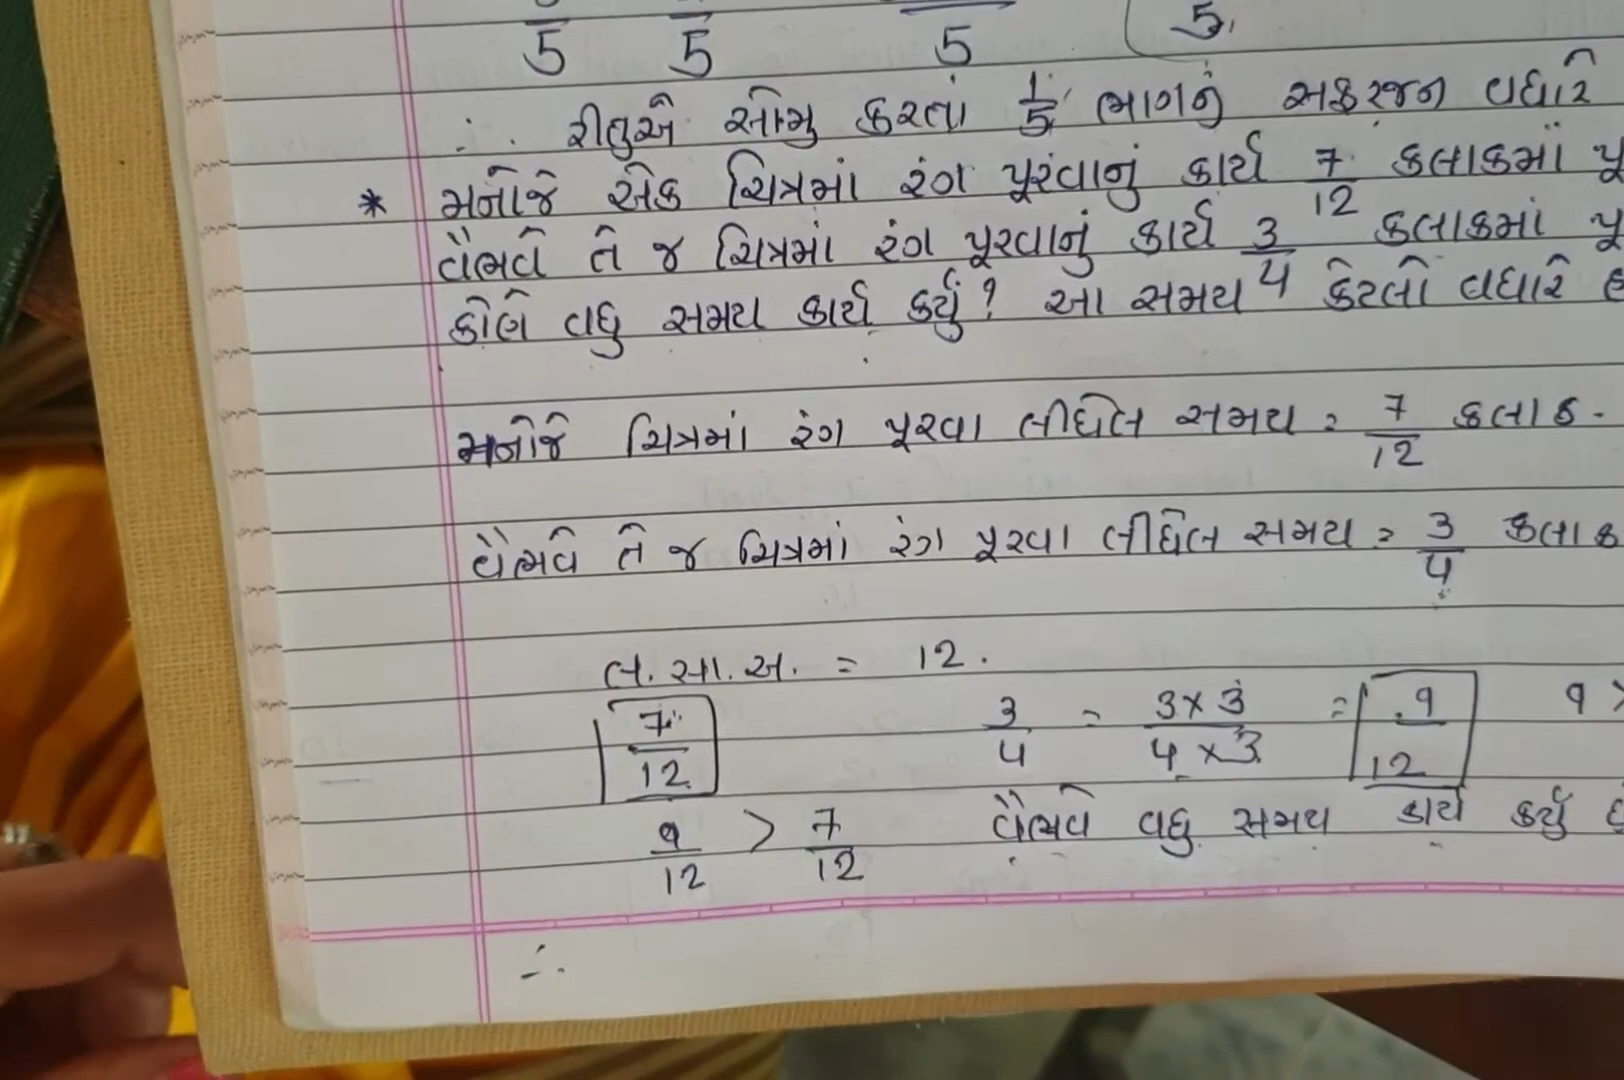 5 5 5 5.
∴ રીતુએ સોમુ કરતાં 1/5 ભાગનું સફરજન વધારે
* મનોજે એક ચિત્રમાં રંગ પૂરવાનું કાર્ય 7/12 કલાકમાં
વૈભવે તે જ ચિત્રમાં રંગ પૂરવાનું કાર્ય 3/4 કલાકમાં
કોણે વધુ સમય કાર્ય કર્યું? આ સમય કેટલો વધારે
મનોજે ચિત્રમાં રંગ પૂરવા લીધેલ સમય = 7/12 કલાક.
વૈભવે તે જ ચિત્રમાં રંગ પૂરવા લીધેલ સમય = 3/4 કલાક
લ.સા.અ. = 12.
7/12 3/4 = 3×3/4×3 = 9/12 9 >
9/12 > 7/12 વૈભવે વધુ સમય કાર્ય કર્યું
∴